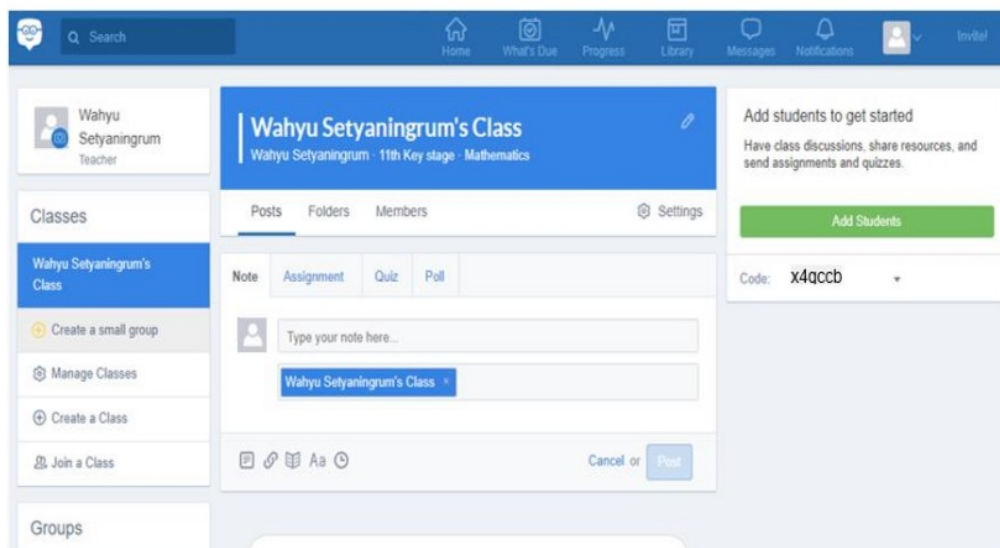 Search
Home
What's Due
Progress
Library
Messages
Notifications
Invite!
Wahyu
Setyaningrum
Teacher
Classes
Wahyu Setyaningrum's
Class
Create a small group
Manage Classes
Create a Class
Join a Class
Groups
Wahyu Setyaningrum's Class
Wahyu Setyaningrum · 11th Key stage · Mathematics
Posts Folders Members Settings
Note Assignment Quiz Poll
Type your note here...
Wahyu Setyaningrum's Class ×
Aa
Cancel or Post
Add students to get started
Have class discussions, share resources, and
send assignments and quizzes.
Add Students
Code: x4qccb